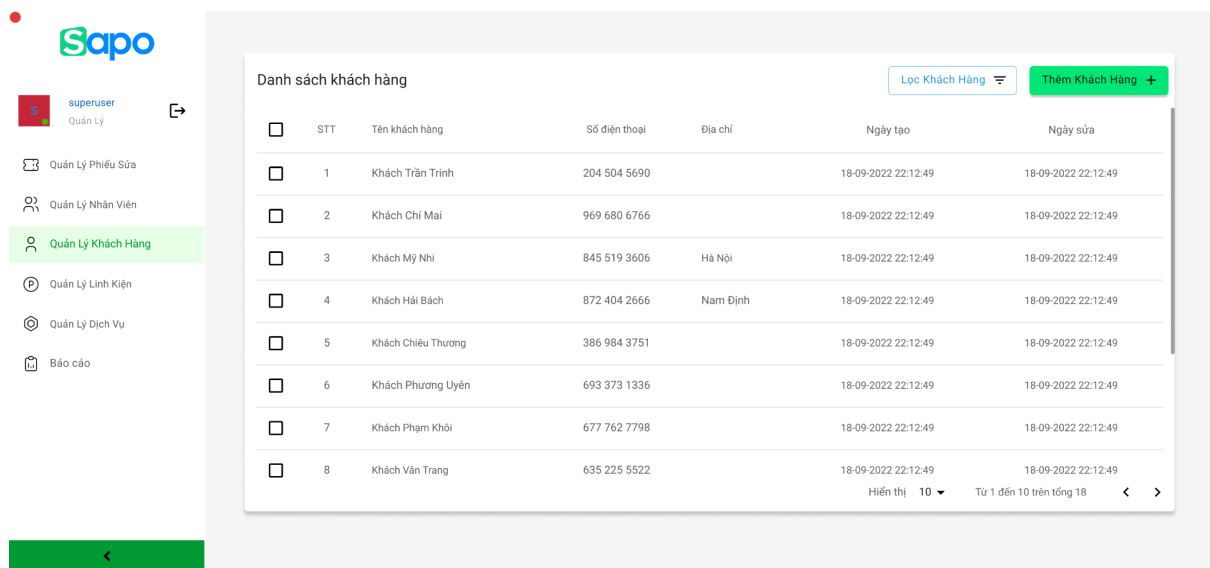 Sapo
S
superuser
Quản Lý
Quản Lý Phiếu Sửa
Quản Lý Nhân Viên
Quản Lý Khách Hàng
Quản Lý Linh Kiện
Quản Lý Dịch Vụ
Báo cáo
Danh sách khách hàng
Lọc Khách Hàng
Thêm Khách Hàng +
STT Tên khách hàng Số điện thoại Địa chỉ Ngày tạo Ngày sửa
1 Khách Trần Trinh 204 504 5690 18-09-2022 22:12:49 18-09-2022 22:12:49
2 Khách Chí Mai 969 680 6766 18-09-2022 22:12:49 18-09-2022 22:12:49
3 Khách Mỹ Nhi 845 519 3606 Hà Nội 18-09-2022 22:12:49 18-09-2022 22:12:49
4 Khách Hải Bách 872 404 2666 Nam Định 18-09-2022 22:12:49 18-09-2022 22:12:49
5 Khách Chiêu Thương 386 984 3751 18-09-2022 22:12:49 18-09-2022 22:12:49
6 Khách Phương Uyên 693 373 1336 18-09-2022 22:12:49 18-09-2022 22:12:49
7 Khách Phạm Khôi 677 762 7798 18-09-2022 22:12:49 18-09-2022 22:12:49
8 Khách Vân Trang 635 225 5522 18-09-2022 22:12:49 18-09-2022 22:12:49
Hiển thị 10 Từ 1 đến 10 trên tổng 18